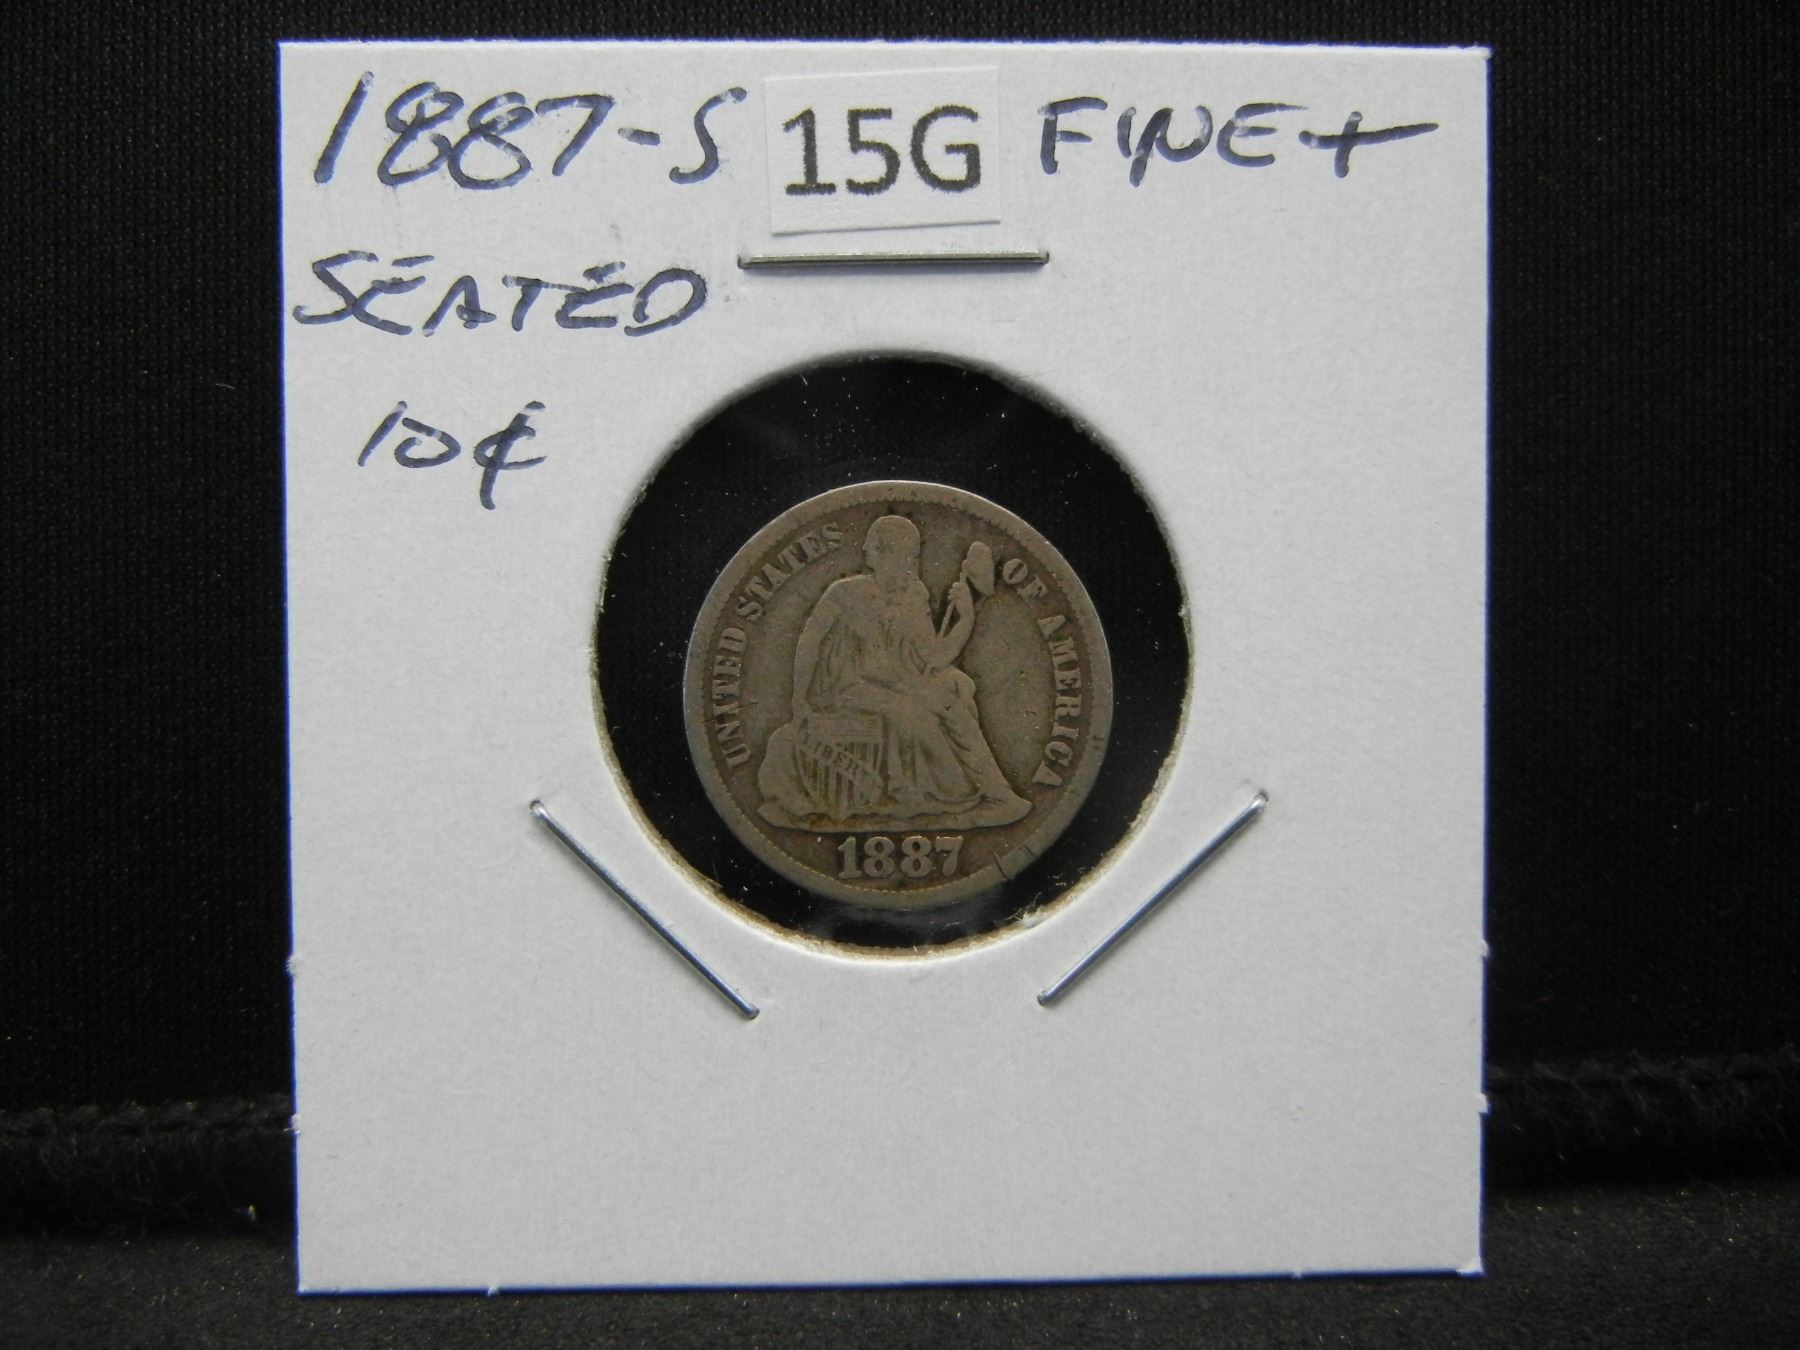 1887-S 15G FINE+
SEATED
10¢
UNITED STATES OF AMERICA
LIBERTY
1887